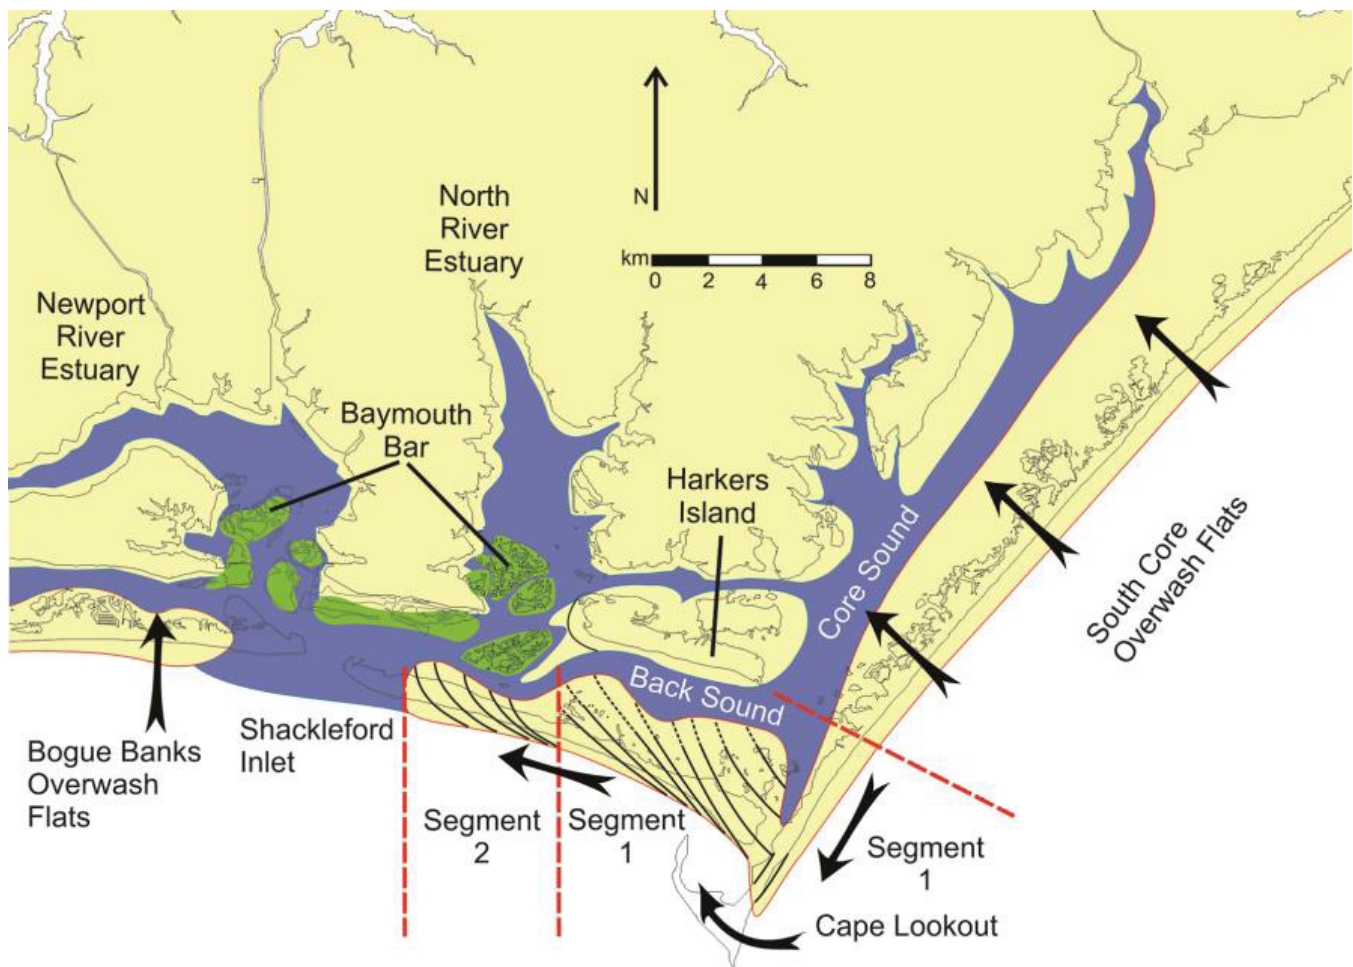 North
River
Estuary
N
km
0 2 4 6 8
Newport
River
Estuary
Baymouth
Bar
Harkers
Island
Core Sound
South Core
Overwash Flats
Back Sound
Shackleford
Inlet
Bogue Banks
Overwash
Flats
Segment
2
Segment
1
Segment
1
Cape Lookout